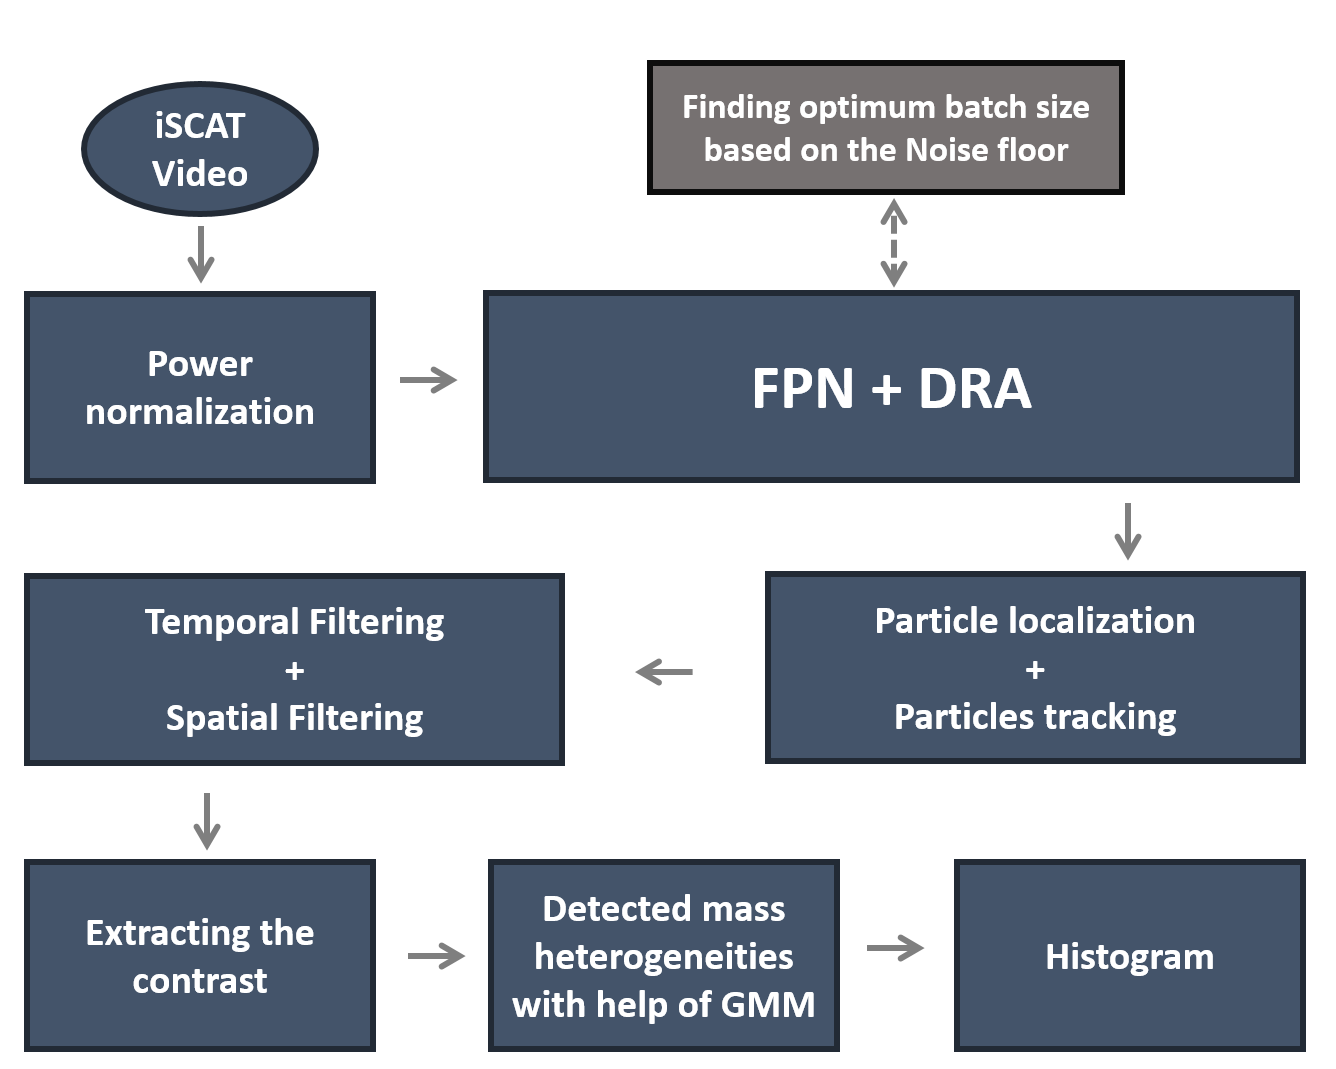 iSCAT
Video
Finding optimum batch size
based on the Noise floor
Power
normalization
FPN + DRA
Particle localization
+
Particles tracking
Temporal Filtering
+
Spatial Filtering
Extracting the
contrast
Detected mass
heterogeneities
with help of GMM
Histogram